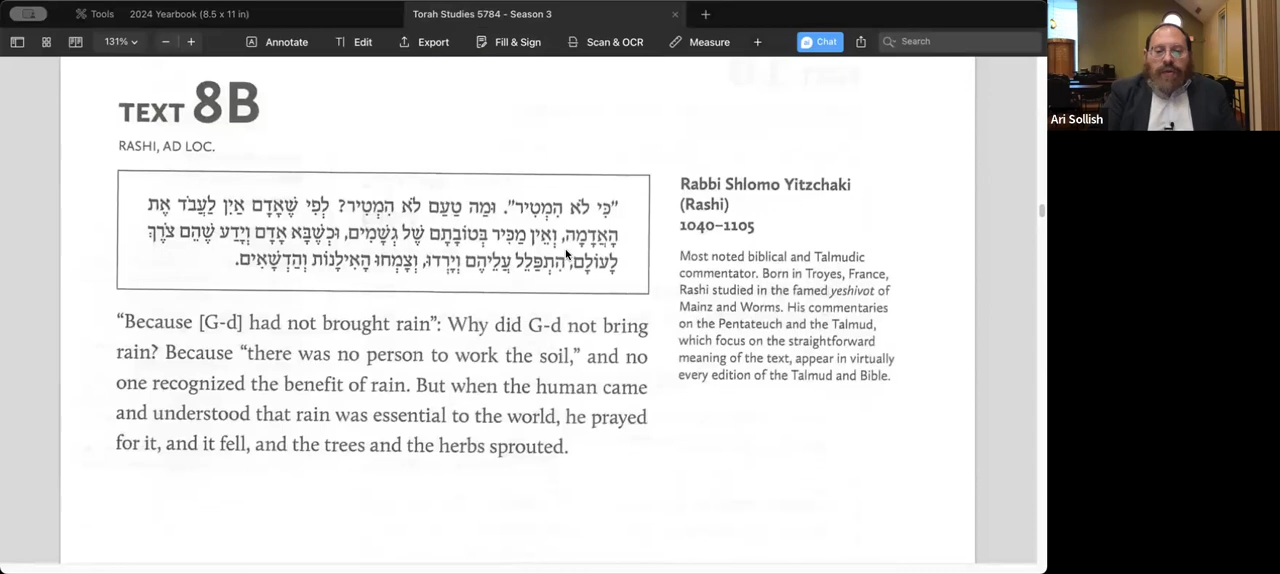 Tools
2024 Yearbook (8.5 x 11 in)
Torah Studies 5784 - Season 3
131%
Annotate
Edit
Export
Fill & Sign
Scan & OCR
Measure
Chat
Search
TEXT 8B
RASHI, AD LOC.
"כִּי לֹא הִמְטִיר". וּמַה טַעַם לֹא הִמְטִיר? לְפִי שֶׁאָדָם אַיִן לַעֲבֹד אֶת
הָאֲדָמָה, וְאֵין מַכִּיר בְּטוֹבָתָם שֶׁל גְּשָׁמִים, וּכְשֶׁבָּא אָדָם וְיָדַע שֶׁהֵם צֹרֶךְ
לָעוֹלָם, הִתְפַּלֵּל עֲלֵיהֶם וְיָרְדוּ, וְצָמְחוּ הָאִילָנוֹת וְהַדְּשָׁאִים.
“Because [G-d] had not brought rain”: Why did G-d not bring
rain? Because “there was no person to work the soil,” and no
one recognized the benefit of rain. But when the human came
and understood that rain was essential to the world, he prayed
for it, and it fell, and the trees and the herbs sprouted.
Rabbi Shlomo Yitzchaki
(Rashi)
1040–1105
Most noted biblical and Talmudic
commentator. Born in Troyes, France,
Rashi studied in the famed yeshivot of
Mainz and Worms. His commentaries
on the Pentateuch and the Talmud,
which focus on the straightforward
meaning of the text, appear in virtually
every edition of the Talmud and Bible.
Ari Sollish